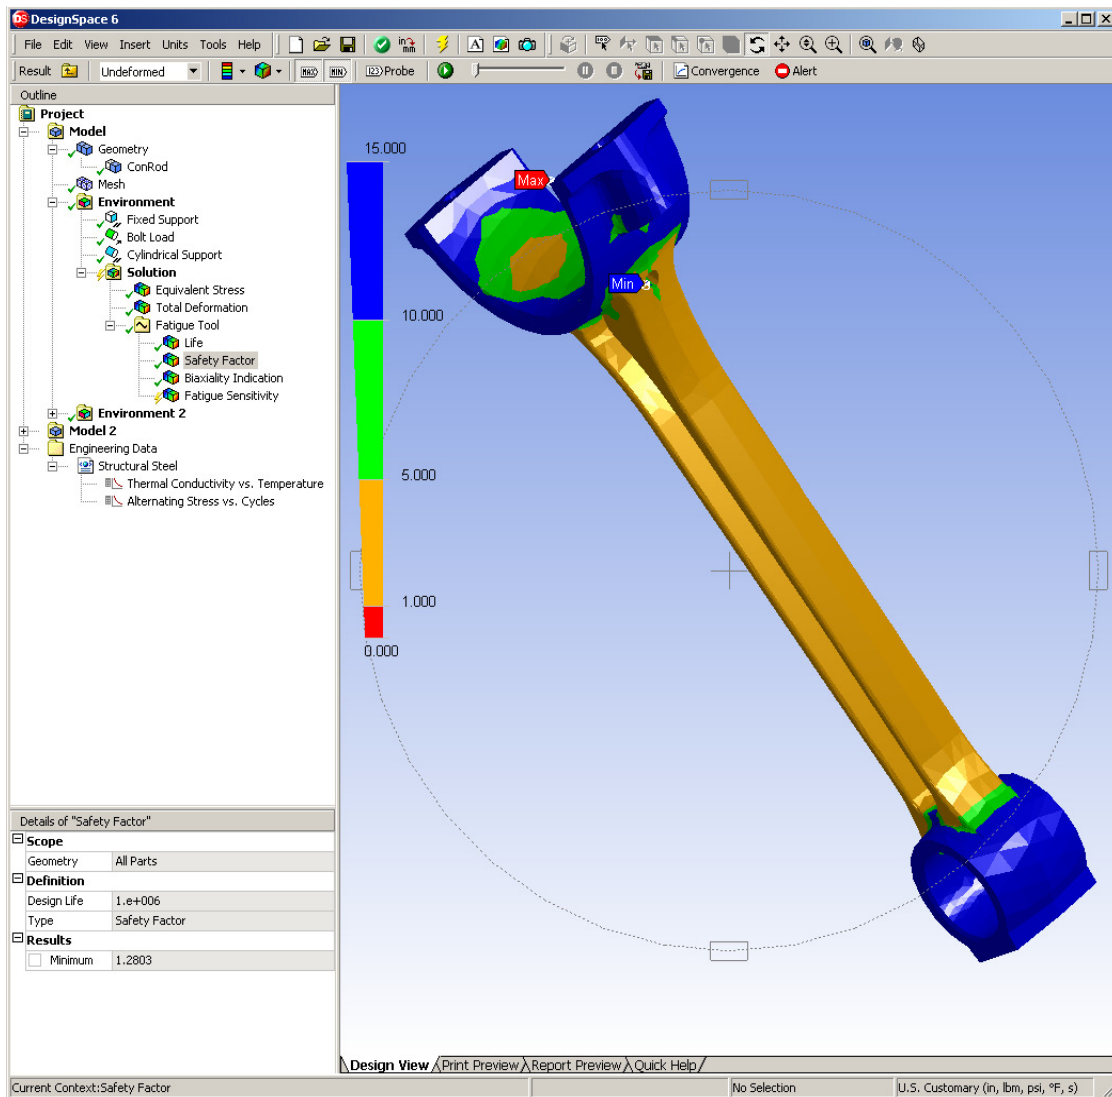 DS DesignSpace 6
File Edit View Insert Units Tools Help
Result Undeformed MAX MIN 123 Probe Convergence Alert
Outline
Project
Model
Geometry
ConRod
Mesh
Environment
Fixed Support
Bolt Load
Cylindrical Support
Solution
Equivalent Stress
Total Deformation
Fatigue Tool
Life
Safety Factor
Biaxiality Indication
Fatigue Sensitivity
Environment 2
Model 2
Engineering Data
Structural Steel
Thermal Conductivity vs. Temperature
Alternating Stress vs. Cycles
15.000
10.000
5.000
1.000
0.000
Max
Min
Details of "Safety Factor"
Scope
Geometry All Parts
Definition
Design Life 1.e+006
Type Safety Factor
Results
Minimum 1.2803
Design View Print Preview Report Preview Quick Help
Current Context:Safety Factor No Selection U.S. Customary (in, lbm, psi, °F, s)